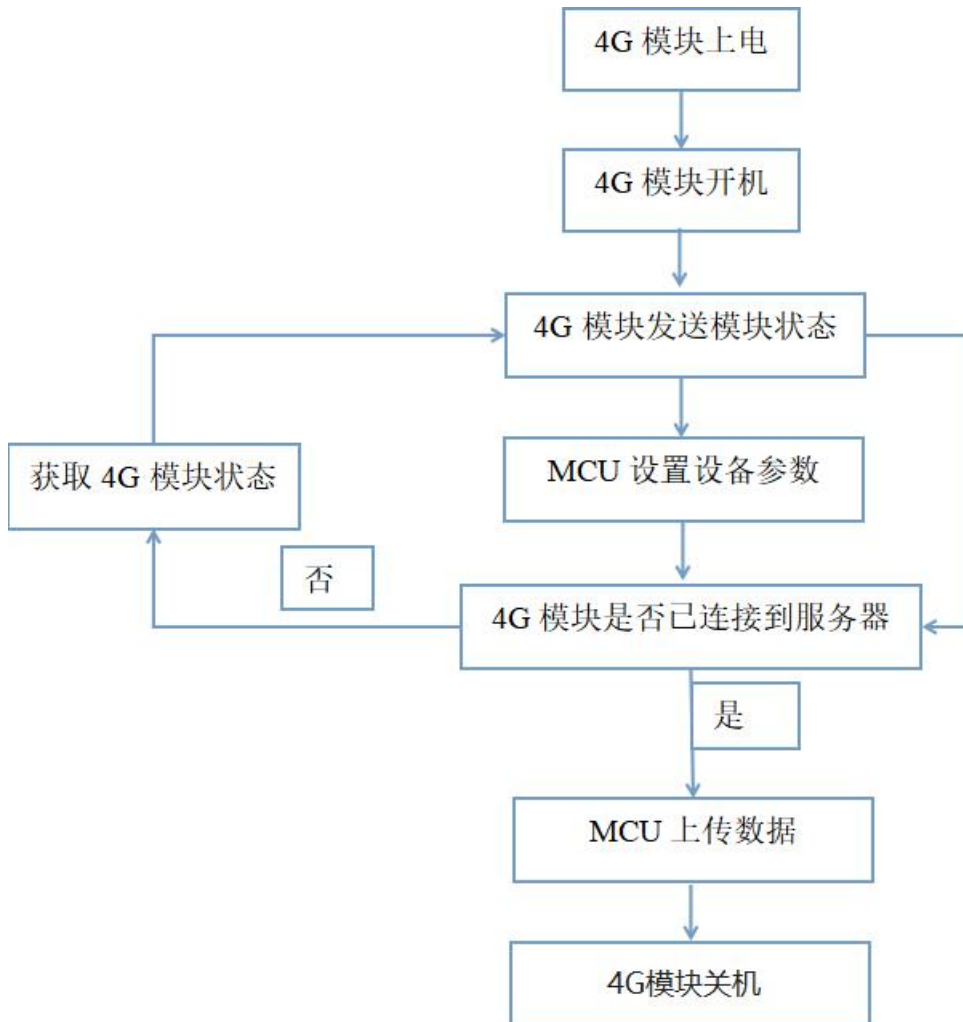 4G 模块上电
4G 模块开机
4G 模块发送模块状态
获取 4G 模块状态
MCU 设置设备参数
否
4G 模块是否已连接到服务器
是
MCU 上传数据
4G模块关机